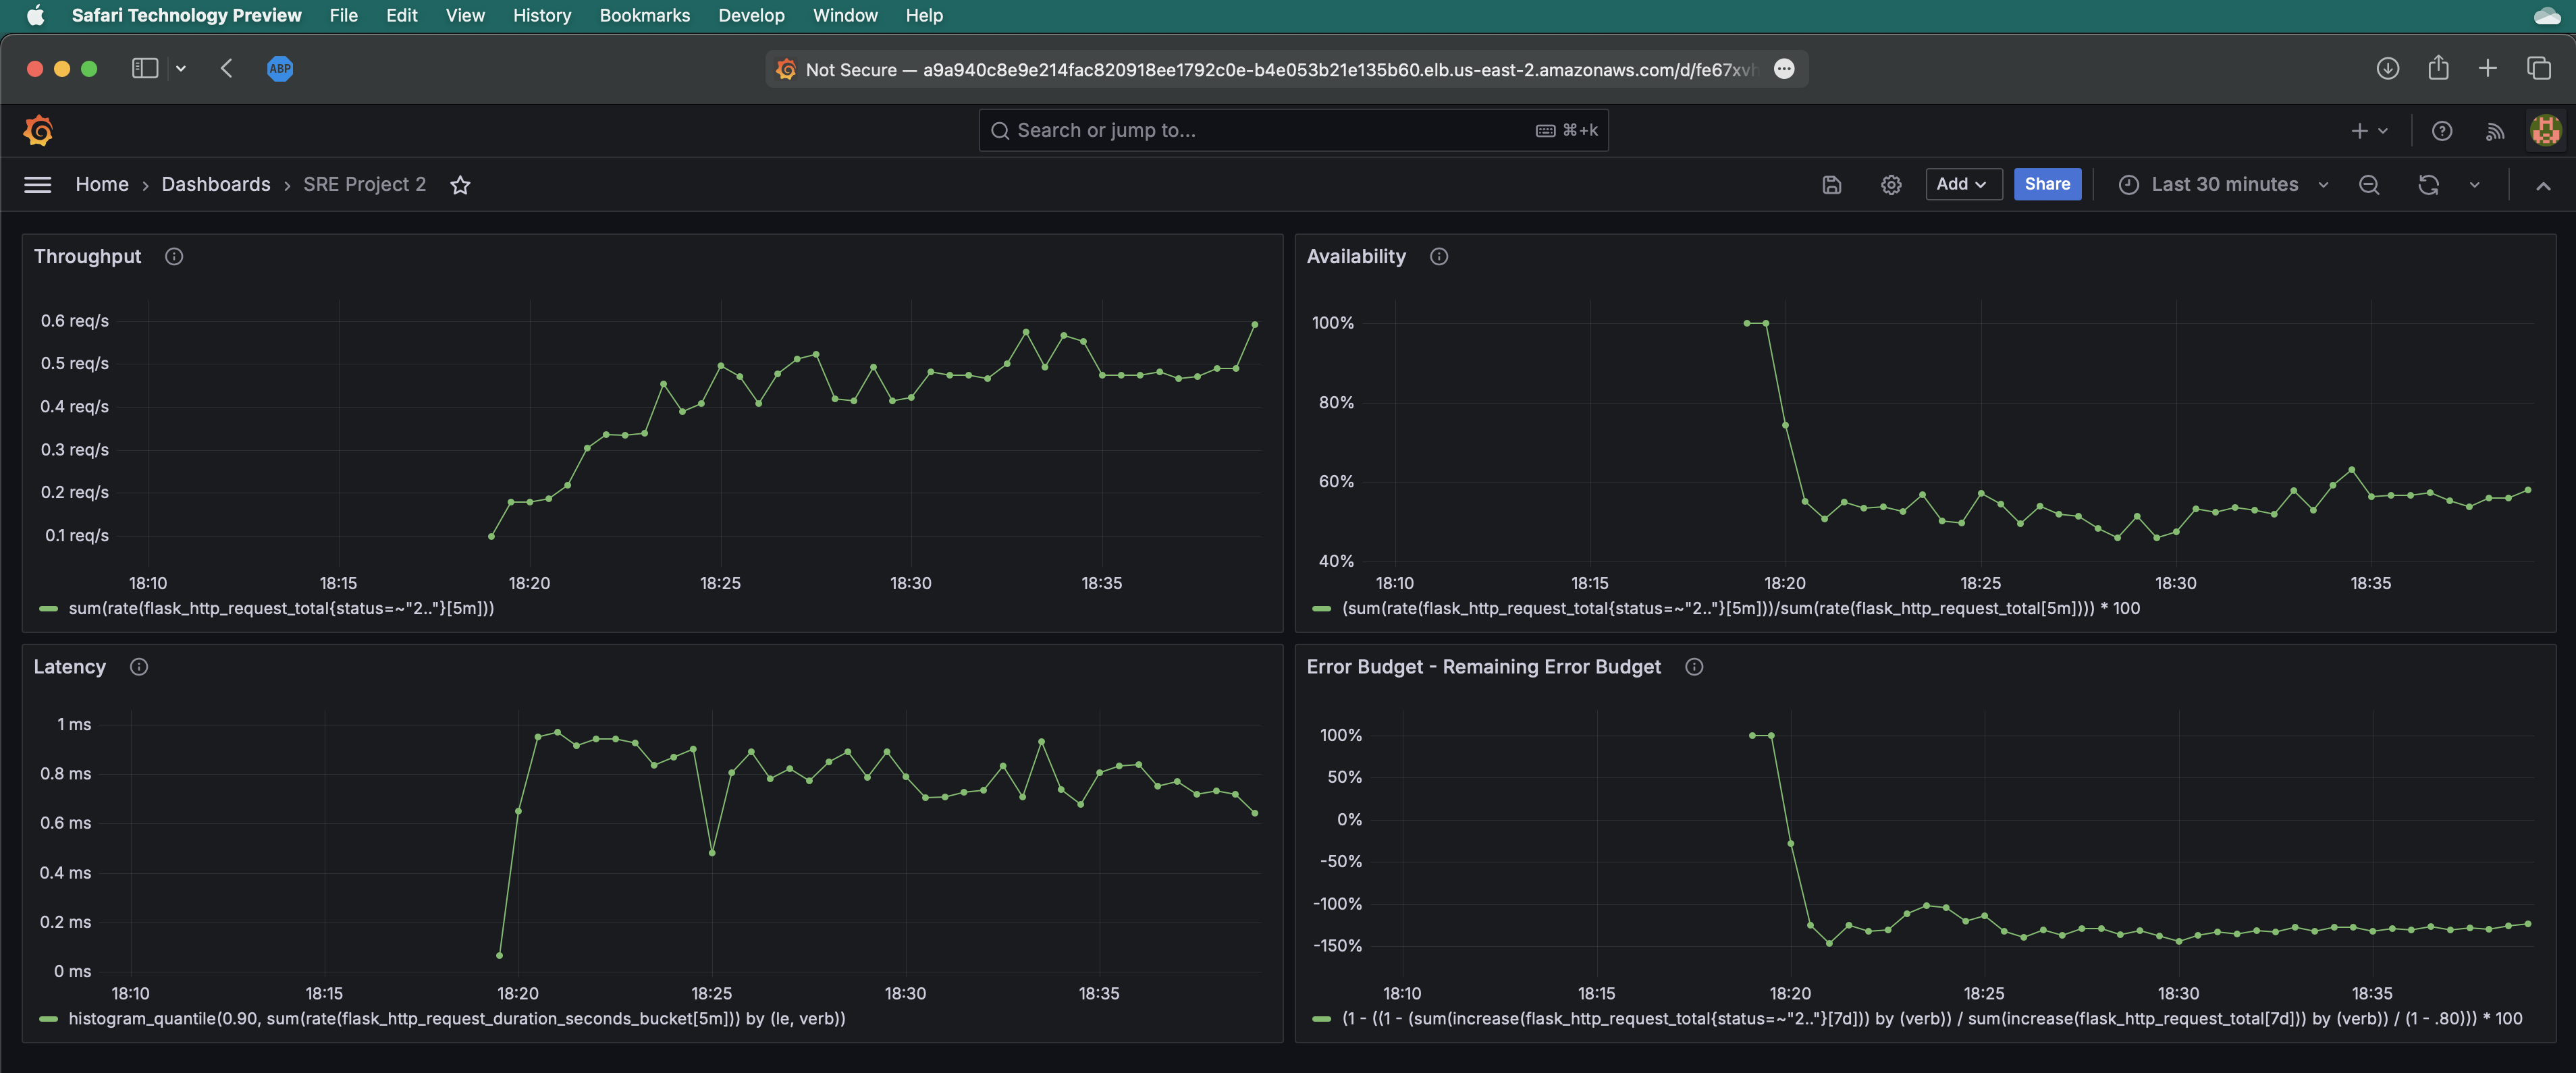 Safari Technology Preview File Edit View History Bookmarks Develop Window Help
ABP
Not Secure — a9a940c8e9e214fac820918ee1792c0e-b4e053b21e135b60.elb.us-east-2.amazonaws.com/d/fe67xvh
Search or jump to... ⌘+k
Home › Dashboards › SRE Project 2 Add Share Last 30 minutes
Throughput
0.6 req/s
0.5 req/s
0.4 req/s
0.3 req/s
0.2 req/s
0.1 req/s
18:10 18:15 18:20 18:25 18:30 18:35
sum(rate(flask_http_request_total{status=~"2.."}[5m]))
Availability
100%
80%
60%
40%
18:10 18:15 18:20 18:25 18:30 18:35
(sum(rate(flask_http_request_total{status=~"2.."}[5m]))/sum(rate(flask_http_request_total[5m]))) * 100
Latency
1 ms
0.8 ms
0.6 ms
0.4 ms
0.2 ms
0 ms
18:10 18:15 18:20 18:25 18:30 18:35
histogram_quantile(0.90, sum(rate(flask_http_request_duration_seconds_bucket[5m])) by (le, verb))
Error Budget - Remaining Error Budget
100%
50%
0%
-50%
-100%
-150%
18:10 18:15 18:20 18:25 18:30 18:35
(1 - ((1 - (sum(increase(flask_http_request_total{status=~"2.."}[7d])) by (verb)) / sum(increase(flask_http_request_total[7d])) by (verb)) / (1 - .80))) * 100